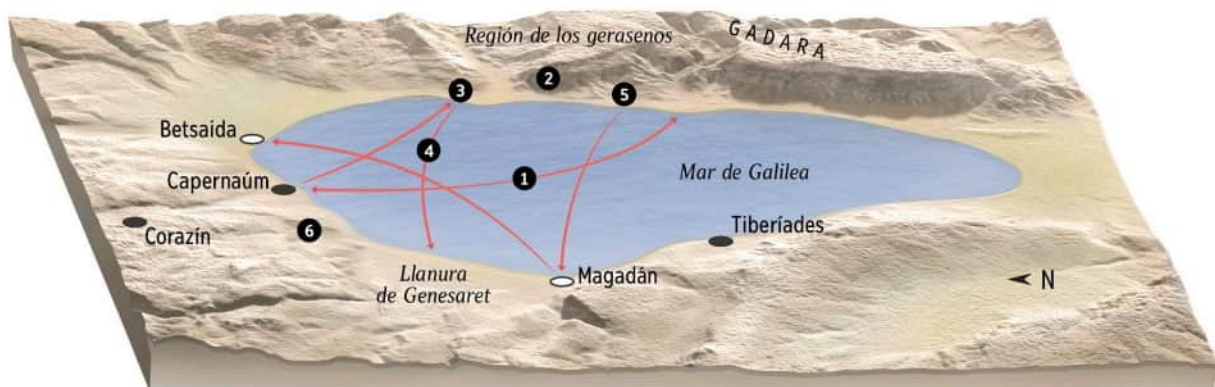 Región de los gerasenos
GADARA
2
3
5
Betsaida
4
Capernaúm
1
Mar de Galilea
Corazín
6
Tiberíades
Llanura
de Genesaret
Magadán
N